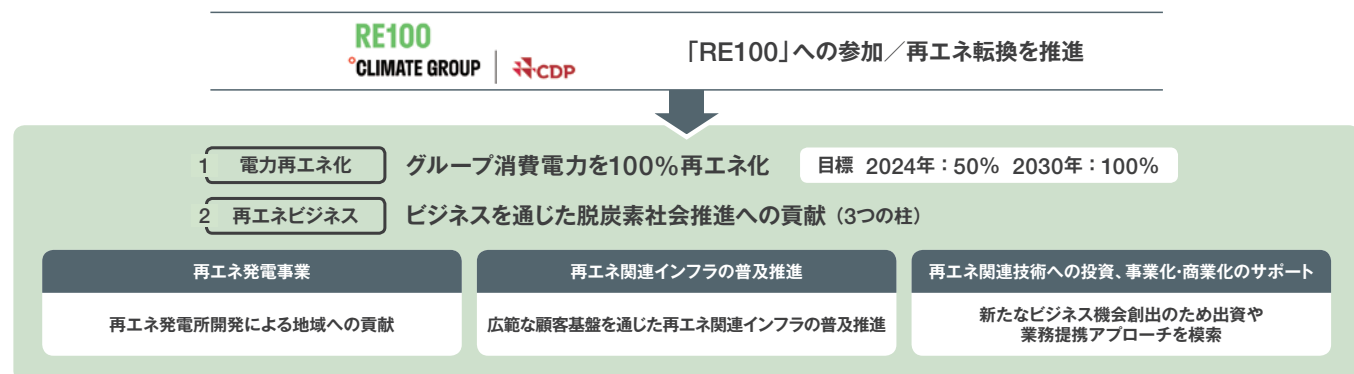 RE100
°CLIMATE GROUP
CDP
「RE100」への参加／再エネ転換を推進
1 電力再エネ化 グループ消費電力を100％再エネ化 目標 2024年：50％ 2030年：100％
2 再エネビジネス ビジネスを通じた脱炭素社会推進への貢献（3つの柱）
再エネ発電事業
再エネ発電所開発による地域への貢献
再エネ関連インフラの普及推進
広範な顧客基盤を通じた再エネ関連インフラの普及推進
再エネ関連技術への投資、事業化・商業化のサポート
新たなビジネス機会創出のため出資や
業務提携アプローチを模索